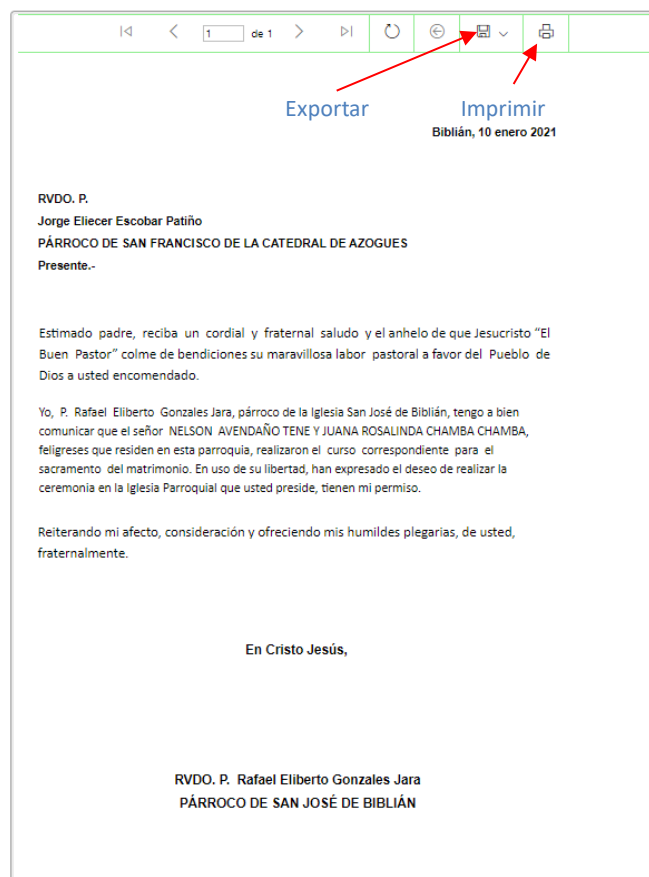 1 de 1
Exportar Imprimir
Biblián, 10 enero 2021
RVDO. P.
Jorge Eliecer Escobar Patiño
PÁRROCO DE SAN FRANCISCO DE LA CATEDRAL DE AZOGUES
Presente.-
Estimado padre, reciba un cordial y fraternal saludo y el anhelo de que Jesucristo “El
Buen Pastor” colme de bendiciones su maravillosa labor pastoral a favor del Pueblo de
Dios a usted encomendado.
Yo, P. Rafael Eliberto Gonzales Jara, párroco de la Iglesia San José de Biblián, tengo a bien
comunicar que el señor NELSON AVENDAÑO TENE Y JUANA ROSALINDA CHAMBA CHAMBA,
feligreses que residen en esta parroquia, realizaron el curso correspondiente para el
sacramento del matrimonio. En uso de su libertad, han expresado el deseo de realizar la
ceremonia en la Iglesia Parroquial que usted preside, tienen mi permiso.
Reiterando mi afecto, consideración y ofreciendo mis humildes plegarias, de usted,
fraternalmente.
En Cristo Jesús,
RVDO. P. Rafael Eliberto Gonzales Jara
PÁRROCO DE SAN JOSÉ DE BIBLIÁN